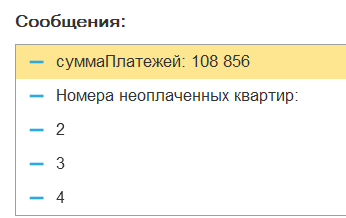 Сообщения:
суммаПлатежей: 108 856
Номера неоплаченных квартир:
2
3
4